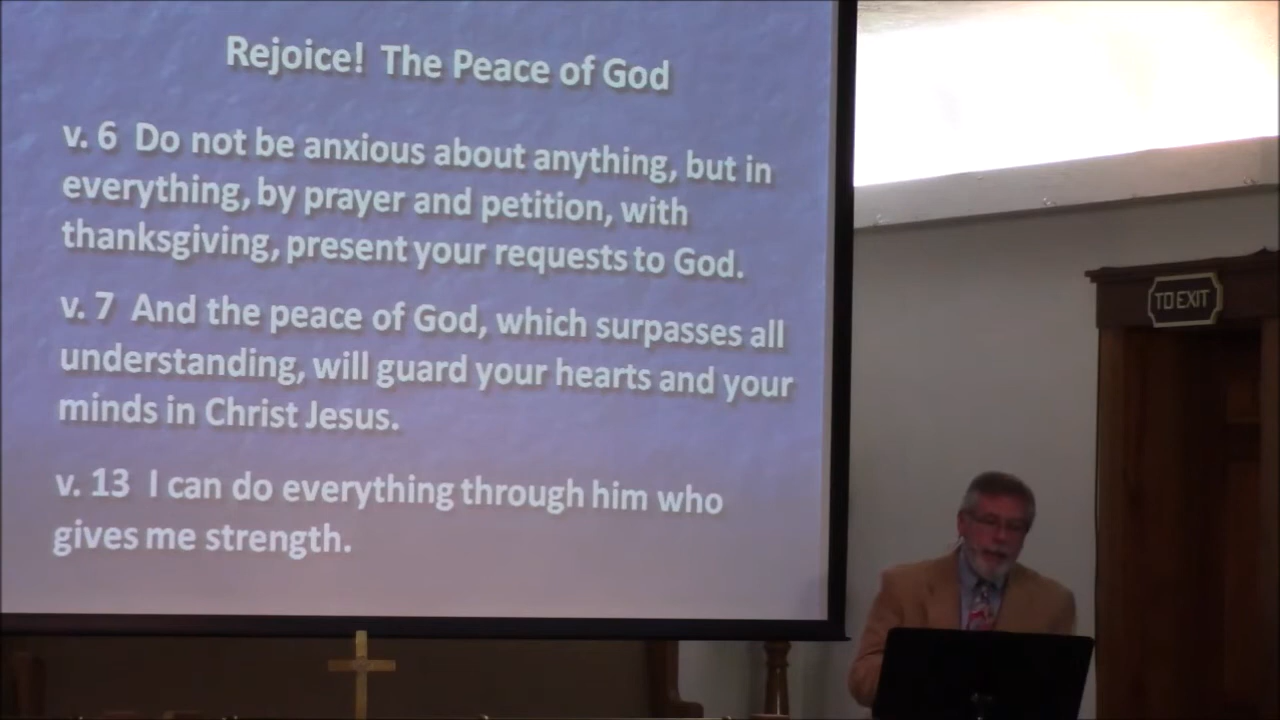 Rejoice! The Peace of God
v. 6 Do not be anxious about anything, but in
everything, by prayer and petition, with
thanksgiving, present your requests to God.
v. 7 And the peace of God, which surpasses all
understanding, will guard your hearts and your
minds in Christ Jesus.
v. 13 I can do everything through him who
gives me strength.
TO EXIT